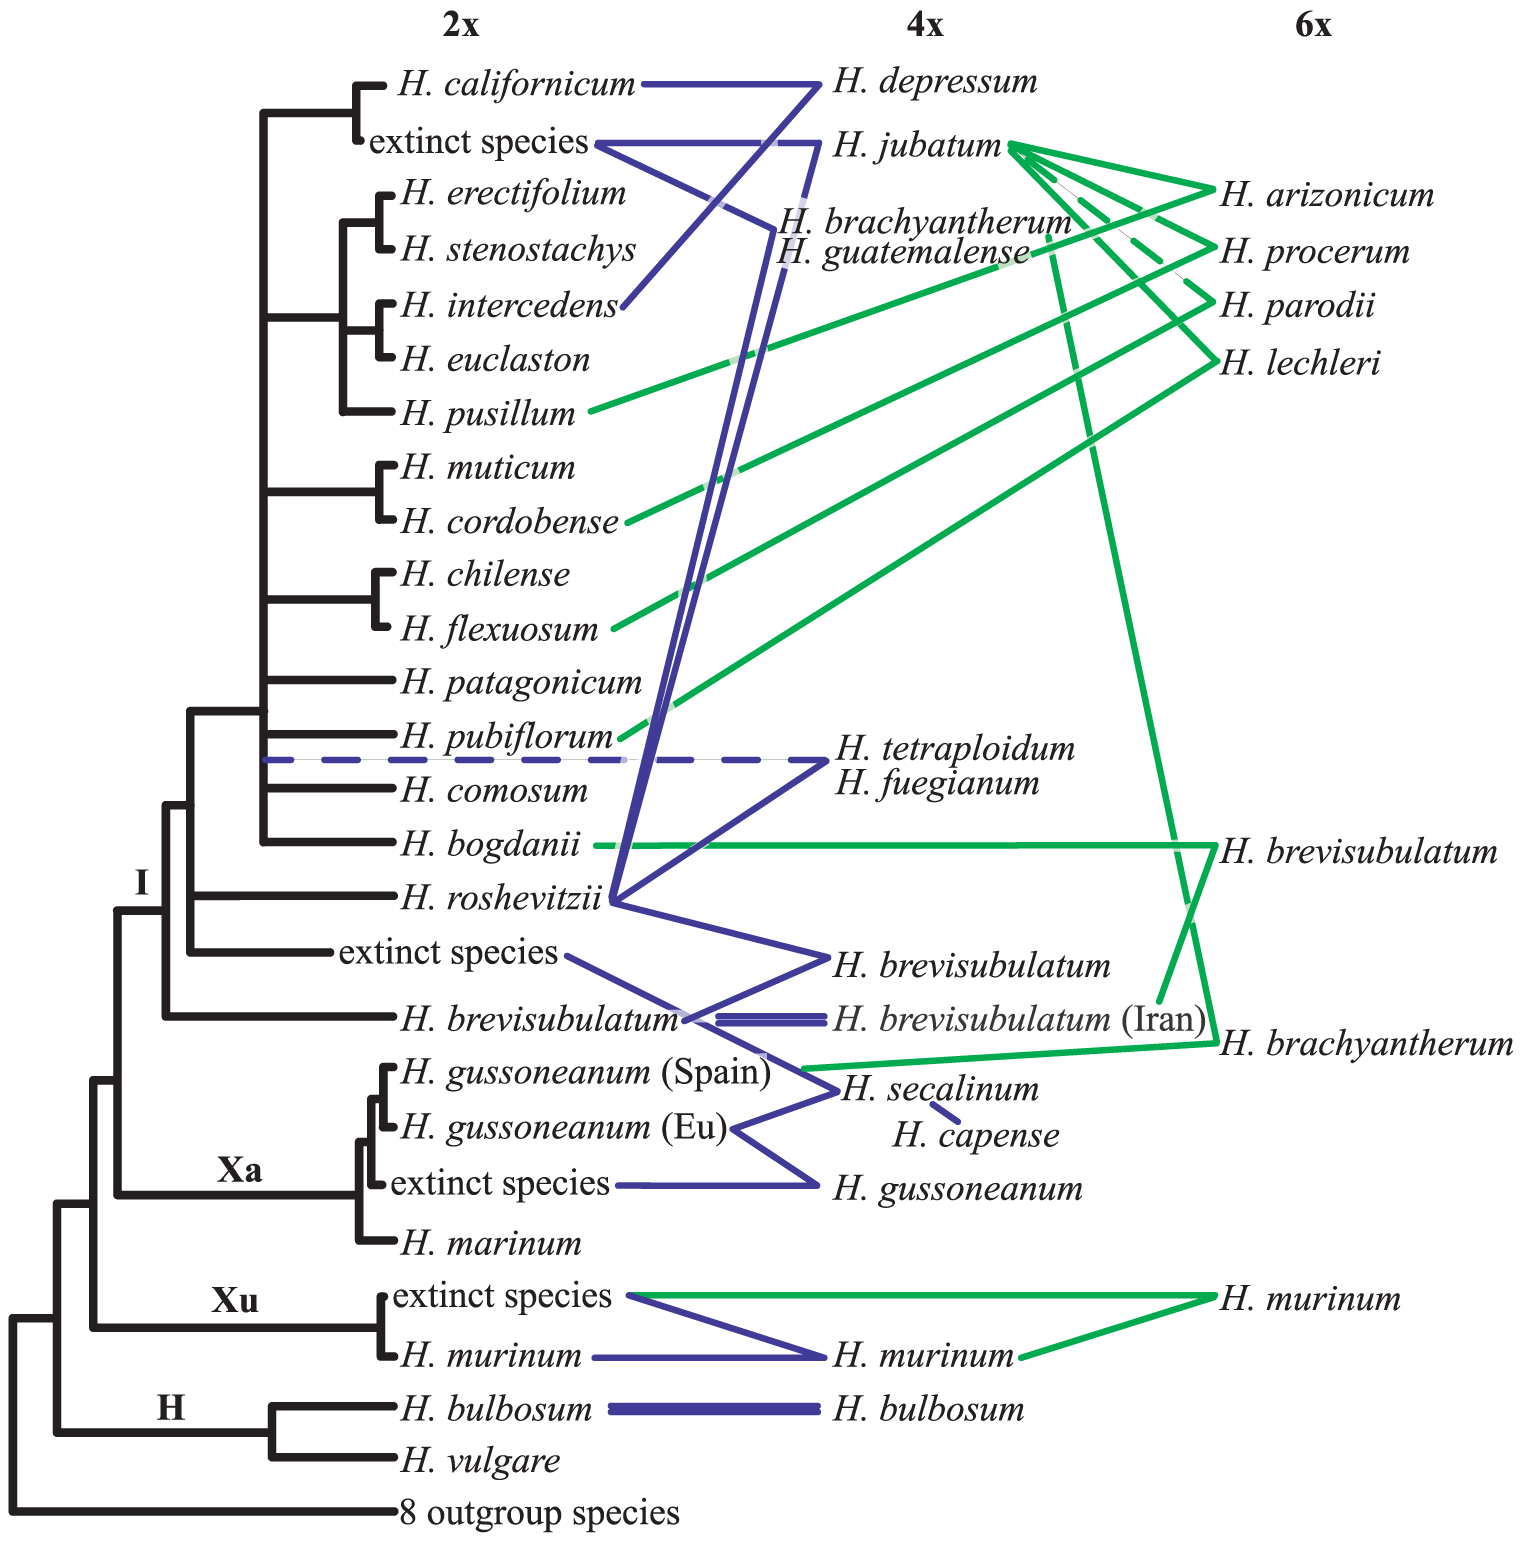 2x 4x 6x
H. californicum H. depressum
extinct species H. jubatum
H. erectifolium H. arizonicum
H. brachyantherum
H. stenostachys H. guatemalense H. procerum
H. intercedens H. parodii
H. euclaston H. lechleri
H. pusillum
H. muticum
H. cordobense
H. chilense
H. flexuosum
H. patagonicum
H. pubiflorum H. tetraploidum
H. comosum H. fuegianum
H. bogdanii H. brevisubulatum
I
H. roshevitzii
extinct species H. brevisubulatum
H. brevisubulatum H. brevisubulatum (Iran)
H. brachyantherum
H. gussoneanum (Spain) H. secalinum
H. gussoneanum (Eu) H. capense
Xa
extinct species H. gussoneanum
H. marinum
Xu extinct species H. murinum
H. murinum H. murinum
H H. bulbosum H. bulbosum
H. vulgare
8 outgroup species